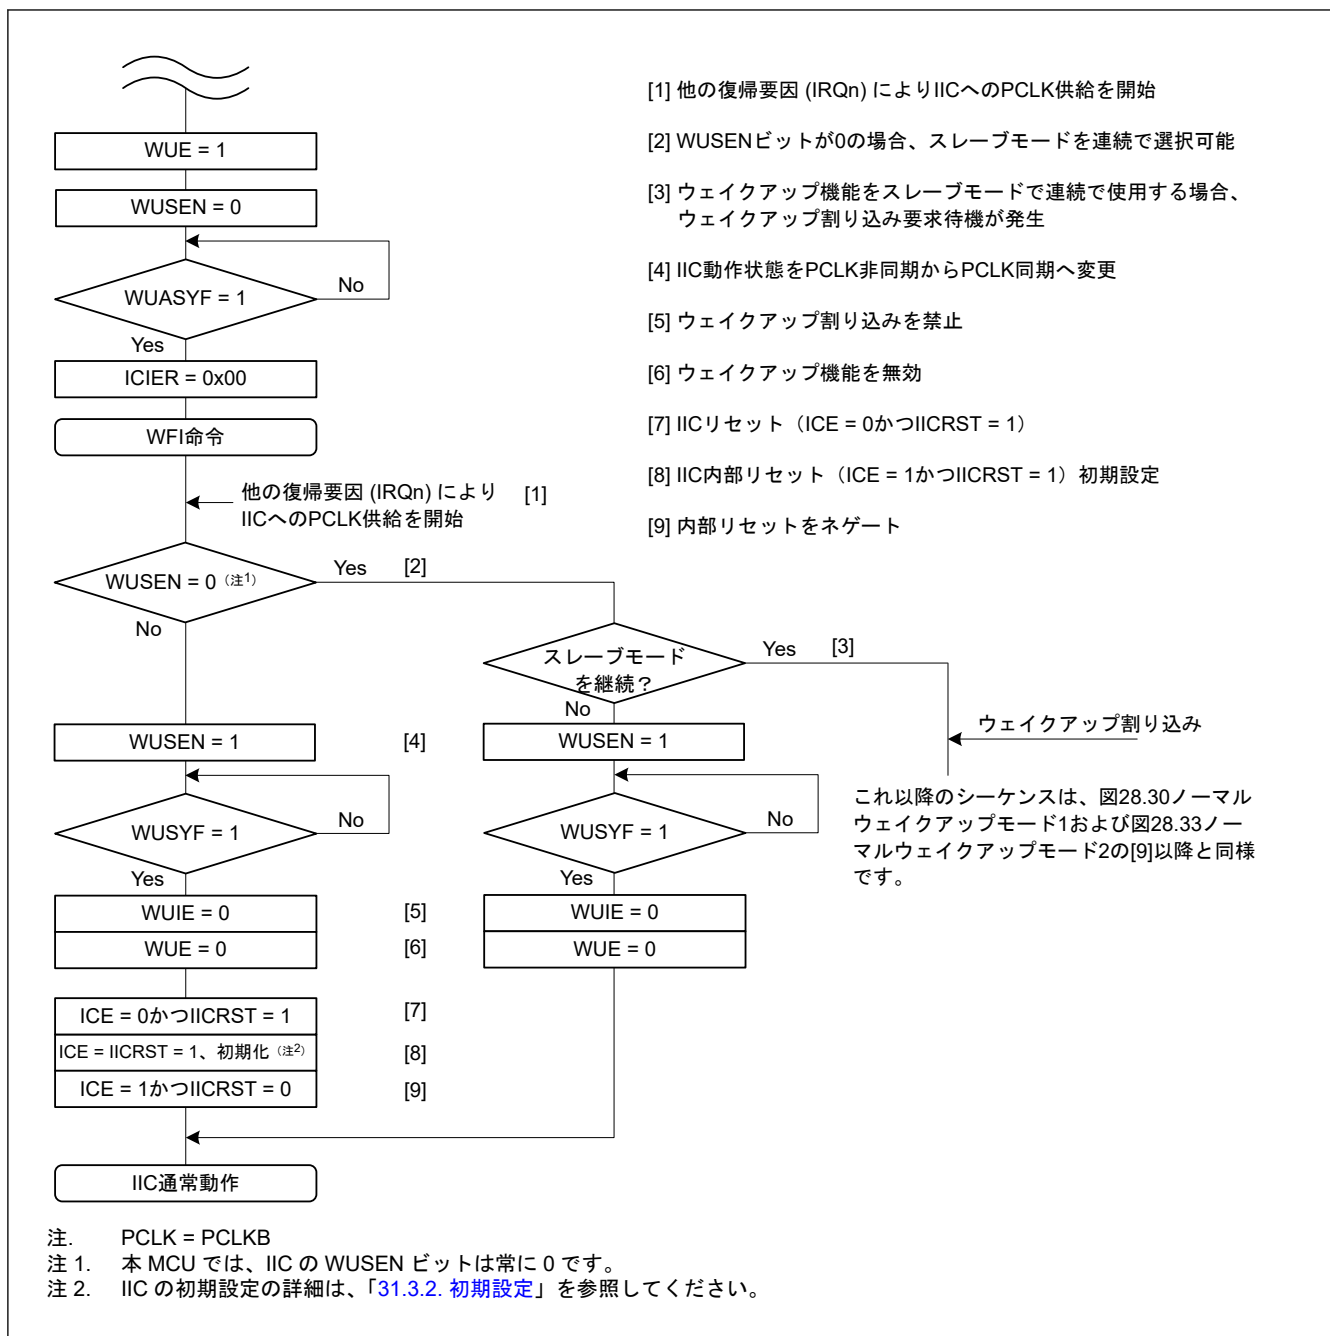 WUE = 1
WUSEN = 0
WUASYF = 1
No
Yes
ICIER = 0x00
WFI命令
他の復帰要因 (IRQn) により
IICへのPCLK供給を開始
[1]
WUSEN = 0（注1）
Yes
[2]
No
スレーブモード
を継続？
Yes
[3]
No
ウェイクアップ割り込み
WUSEN = 1
[4]
WUSEN = 1
WUSYF = 1
No
Yes
WUSYF = 1
No
Yes
これ以降のシーケンスは、図28.30ノーマル
ウェイクアップモード1および図28.33ノー
マルウェイクアップモード2の[9]以降と同様
です。
WUIE = 0
[5]
WUIE = 0
WUE = 0
[6]
WUE = 0
ICE = 0かつIICRST = 1
[7]
ICE = IICRST = 1、初期化（注2）
[8]
ICE = 1かつIICRST = 0
[9]
IIC通常動作
[1] 他の復帰要因 (IRQn) によりIICへのPCLK供給を開始
[2] WUSENビットが0の場合、スレーブモードを連続で選択可能
[3] ウェイクアップ機能をスレーブモードで連続で使用する場合、
ウェイクアップ割り込み要求待機が発生
[4] IIC動作状態をPCLK非同期からPCLK同期へ変更
[5] ウェイクアップ割り込みを禁止
[6] ウェイクアップ機能を無効
[7] IICリセット（ICE = 0かつIICRST = 1）
[8] IIC内部リセット（ICE = 1かつIICRST = 1）初期設定
[9] 内部リセットをネゲート
注. PCLK = PCLKB
注 1. 本 MCU では、IIC の WUSEN ビットは常に 0 です。
注 2. IIC の初期設定の詳細は、「31.3.2. 初期設定」を参照してください。